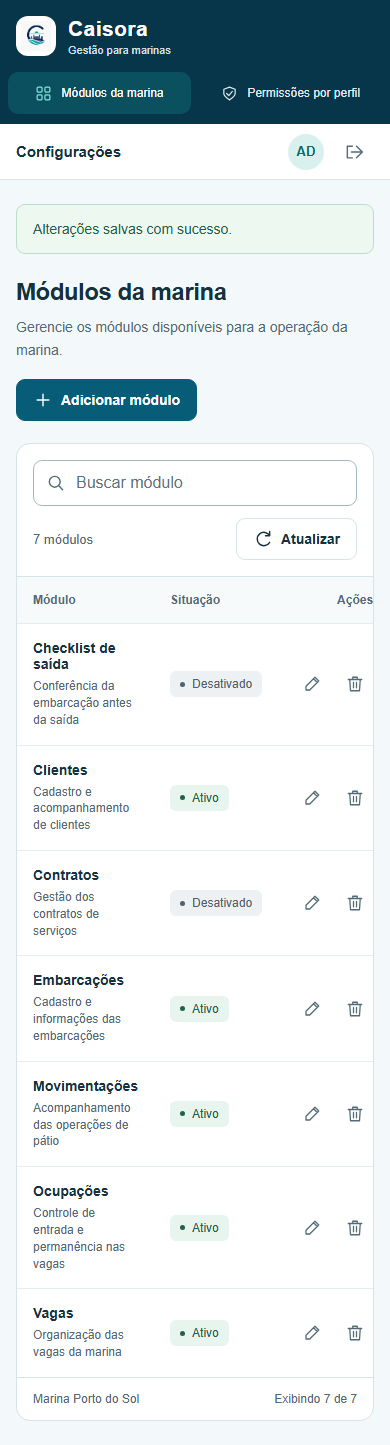 Caisora
Gestão para marinas
Módulos da marina
Permissões por perfil
Configurações
AD
Alterações salvas com sucesso.
Módulos da marina
Gerencie os módulos disponíveis para a operação da
marina.
Adicionar módulo
Buscar módulo
7 módulos
Atualizar
Módulo
Situação
Ações
Checklist de
saída
Conferência da
embarcação antes
da saída
Desativado
Clientes
Cadastro e
acompanhamento
de clientes
Ativo
Contratos
Gestão dos
contratos de
serviços
Desativado
Embarcações
Cadastro e
informações das
embarcações
Ativo
Movimentações
Acompanhamento
das operações de
pátio
Ativo
Ocupações
Controle de
entrada e
permanência nas
vagas
Ativo
Vagas
Organização das
vagas da marina
Ativo
Marina Porto do Sol
Exibindo 7 de 7